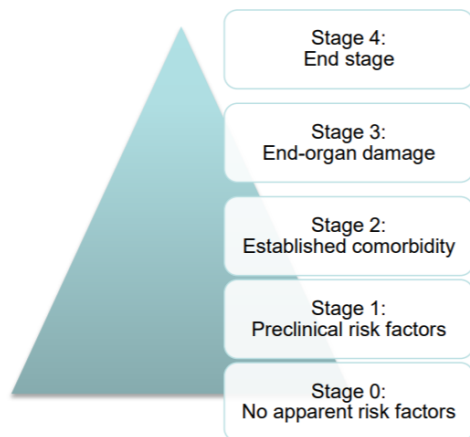 Stage 4:
End stage
Stage 3:
End-organ damage
Stage 2:
Established comorbidity
Stage 1:
Preclinical risk factors
Stage 0:
No apparent risk factors